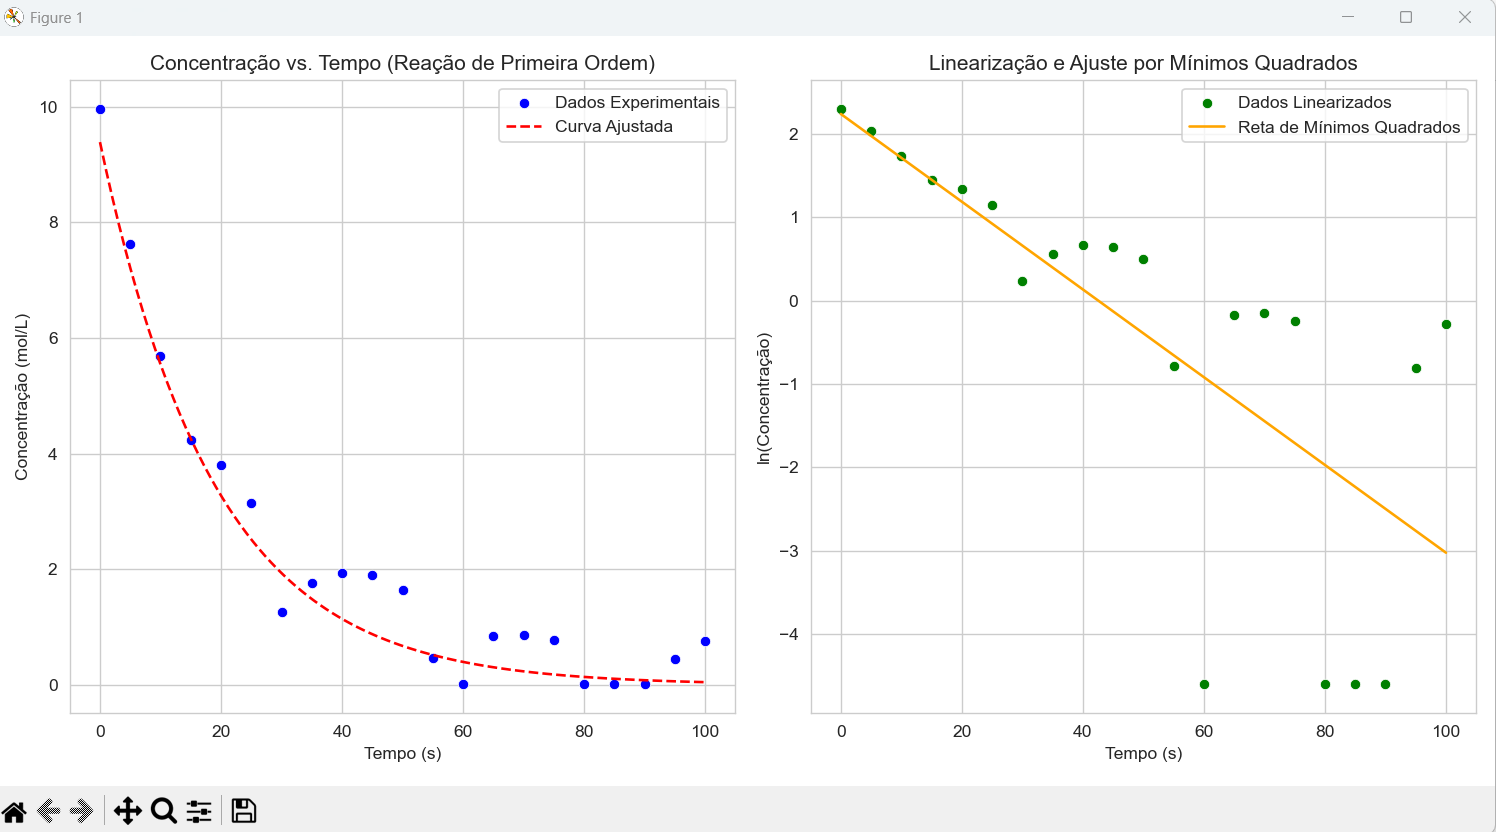 Figure 1
Concentração vs. Tempo (Reação de Primeira Ordem)
Dados Experimentais
Curva Ajustada
Concentração (mol/L)
10
8
6
4
2
0
0 20 40 60 80 100
Tempo (s)
Linearização e Ajuste por Mínimos Quadrados
Dados Linearizados
Reta de Mínimos Quadrados
ln(Concentração)
2
1
0
−1
−2
−3
−4
0 20 40 60 80 100
Tempo (s)